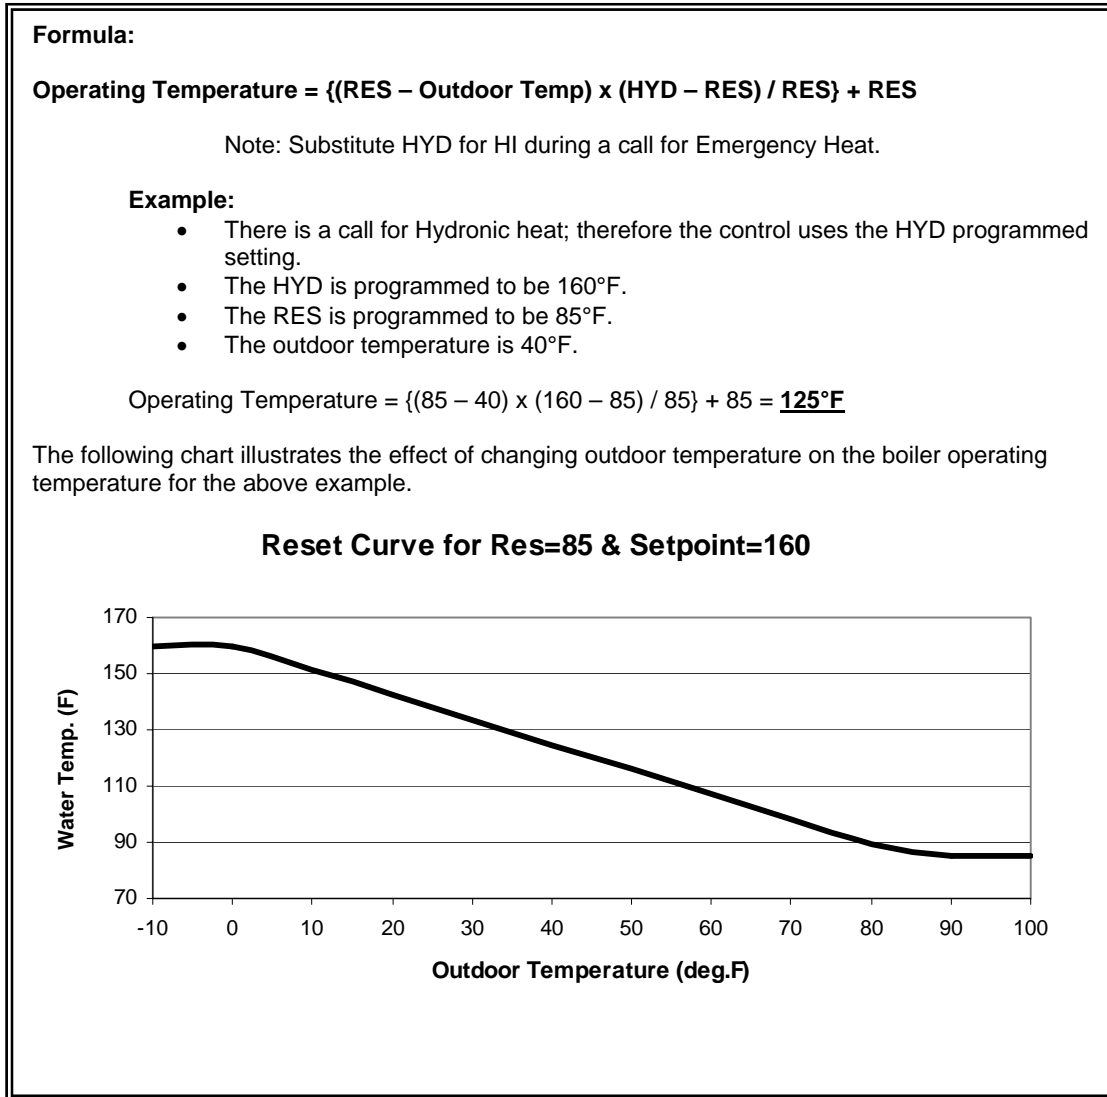 Formula:
Operating Temperature = {(RES – Outdoor Temp) x (HYD – RES) / RES} + RES
Note: Substitute HYD for HI during a call for Emergency Heat.
Example:
• There is a call for Hydronic heat; therefore the control uses the HYD programmed
setting.
• The HYD is programmed to be 160°F.
• The RES is programmed to be 85°F.
• The outdoor temperature is 40°F.
Operating Temperature = {(85 – 40) x (160 – 85) / 85} + 85 = 125°F
The following chart illustrates the effect of changing outdoor temperature on the boiler operating
temperature for the above example.
Reset Curve for Res=85 & Setpoint=160
Water Temp. (F)
170
150
130
110
90
70
-10 0 10 20 30 40 50 60 70 80 90 100
Outdoor Temperature (deg.F)